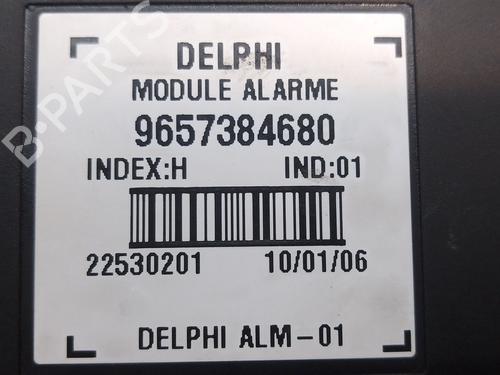 DELPHI
MODULE ALARME
9657384680
INDEX:H IND:01
22530201 10/01/06
DELPHI ALM-01
B-PARTS